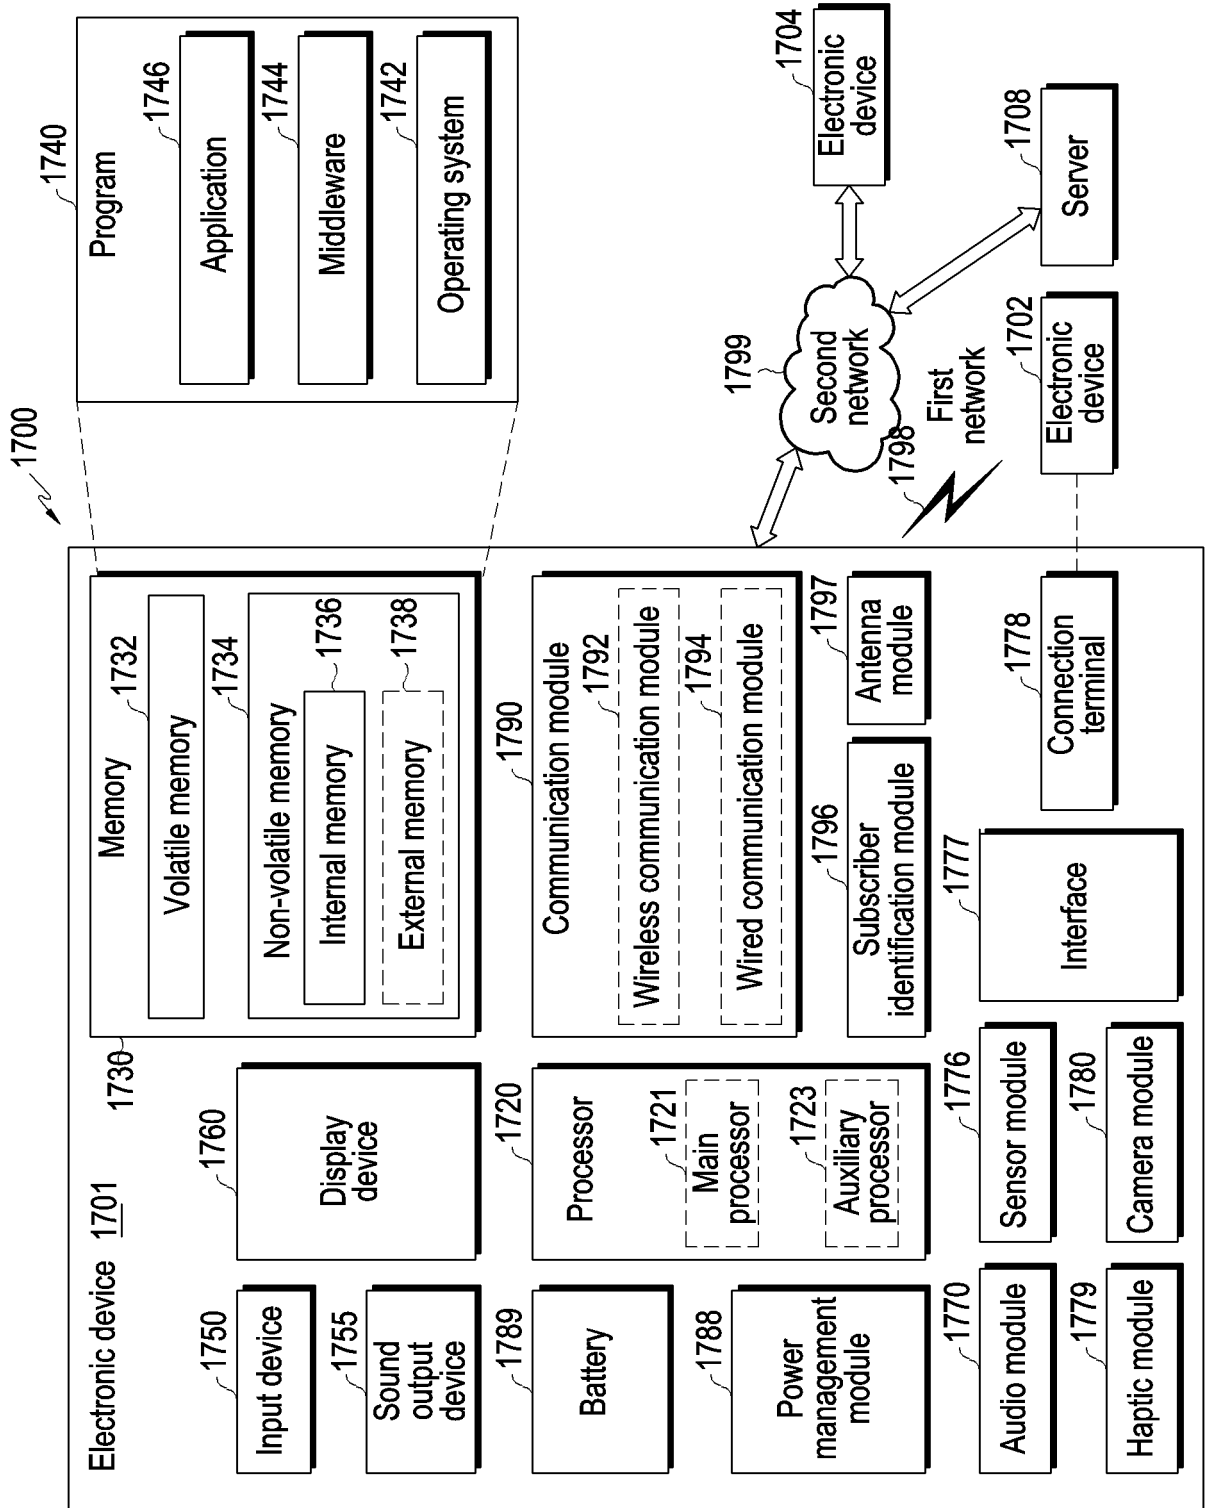 1700
Electronic device 1701
1750
Input device
1755
Sound
output
device
1789
Battery
1788
Power
management
module
1770
Audio module
1779
Haptic module
1760
Display
device
1720
Processor
1721
Main
processor
1723
Auxiliary
processor
1776
Sensor module
1780
Camera module
1730
Memory
1732
Volatile memory
1734
Non-volatile memory
1736
Internal memory
1738
External memory
1790
Communication module
1792
Wireless communication module
1794
Wired communication module
1796
Subscriber
identification module
1797
Antenna
module
1777
Interface
1778
Connection
terminal
1740
Program
1746
Application
1744
Middleware
1742
Operating system
1799
Second
network
1798
First
network
1704
Electronic
device
1708
Server
1702
Electronic
device